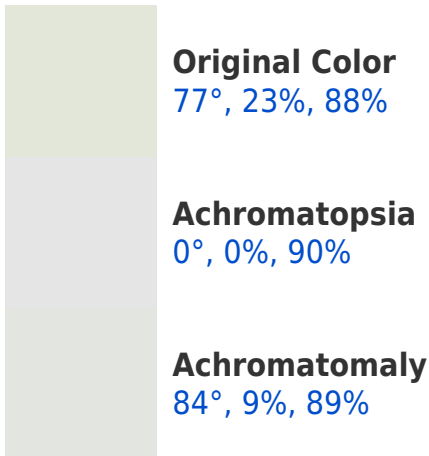 Original Color
77°, 23%, 88%
Achromatopsia
0°, 0%, 90%
Achromatomaly
84°, 9%, 89%